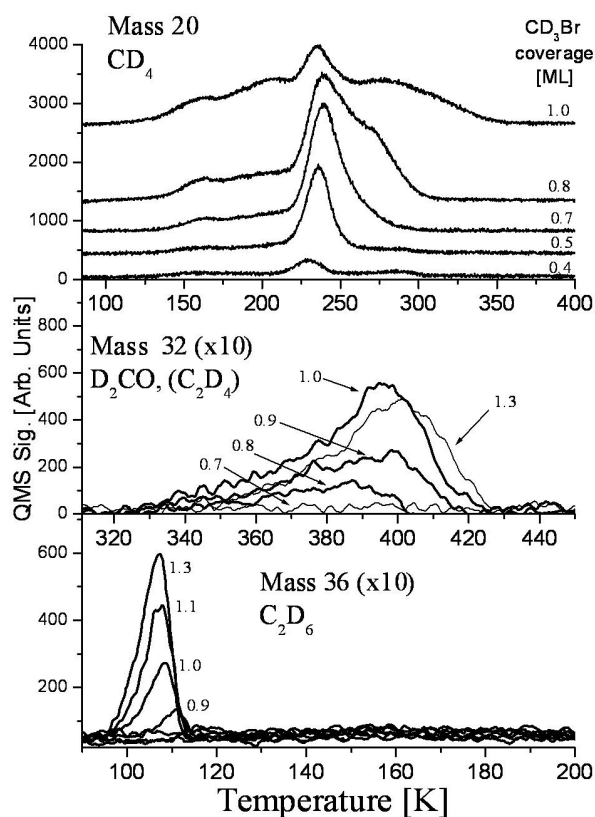 Mass 20
CD₄
CD₃Br
coverage
[ML]
4000
3000
2000
1000
0
1.0
0.8
0.7
0.5
0.4
100 150 200 250 300 350 400
QMS Sig. [Arb. Units]
Mass 32 (x10)
D₂CO, (C₂D₄)
800
600
400
200
0
1.0
1.3
0.9
0.8
0.7
320 340 360 380 400 420 440
Mass 36 (x10)
C₂D₆
600
400
200
1.3
1.1
1.0
0.9
100 120 140 160 180 200
Temperature [K]